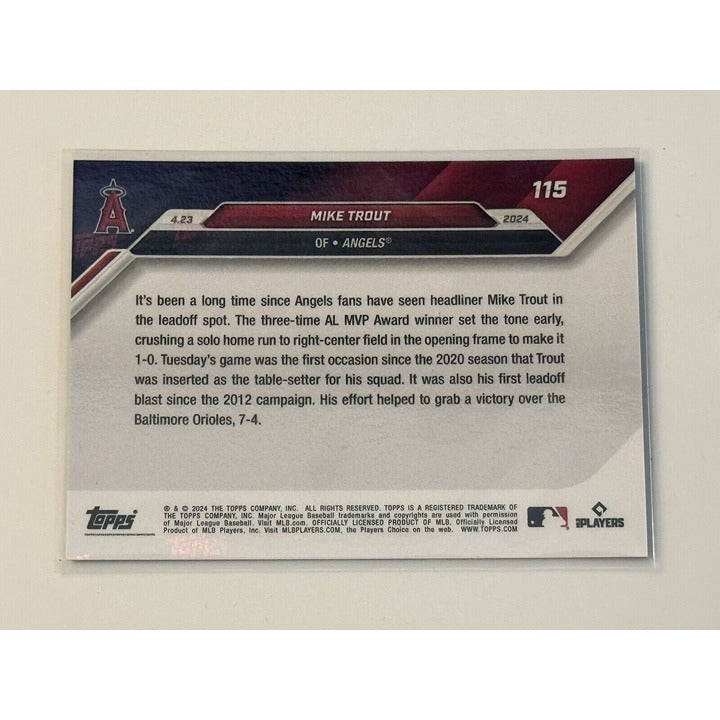 A
115
4.23 MIKE TROUT 2024
OF • ANGELS®
It's been a long time since Angels fans have seen headliner Mike Trout in
the leadoff spot. The three-time AL MVP Award winner set the tone early,
crushing a solo home run to right-center field in the opening frame to make it
1-0. Tuesday's game was the first occasion since the 2020 season that Trout
was inserted as the table-setter for his squad. It was also his first leadoff
blast since the 2012 campaign. His effort helped to grab a victory over the
Baltimore Orioles, 7-4.
topps
® & © 2024 THE TOPPS COMPANY, INC. ALL RIGHTS RESERVED. TOPPS IS A REGISTERED TRADEMARK OF
THE TOPPS COMPANY, INC. Major League Baseball trademarks and copyrights are used with permission
of Major League Baseball. Visit MLB.com. OFFICIALLY LICENSED PRODUCT OF MLB. Officially Licensed
Product of MLB Players, Inc. Visit MLBPLAYERS.com, the Players Choice on the web. WWW.TOPPS.COM
PLAYERS